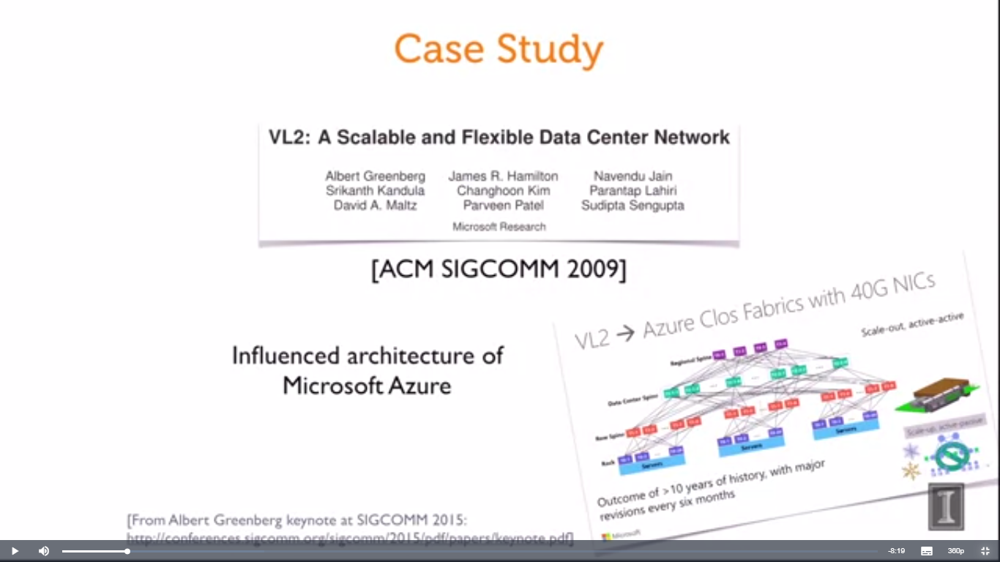 Case Study
VL2: A Scalable and Flexible Data Center Network
Albert Greenberg James R. Hamilton Navendu Jain
Srikanth Kandula Changhoon Kim Parantap Lahiri
David A. Maltz Parveen Patel Sudipta Sengupta
Microsoft Research
[ACM SIGCOMM 2009]
Influenced architecture of
Microsoft Azure
VL2 → Azure Clos Fabrics with 40G NICs
Scale-out, active-active
Regional Spine
Data Center Spine
Row Spine
Rack
Servers
Servers
Servers
Scale-up, active-passive
Outcome of >10 years of history, with major
revisions every six months
Microsoft
I
[From Albert Greenberg keynote at SIGCOMM 2015:
http://conferences.sigcomm.org/sigcomm/2015/pdf/papers/keynote.pdf]
-8:19
360p